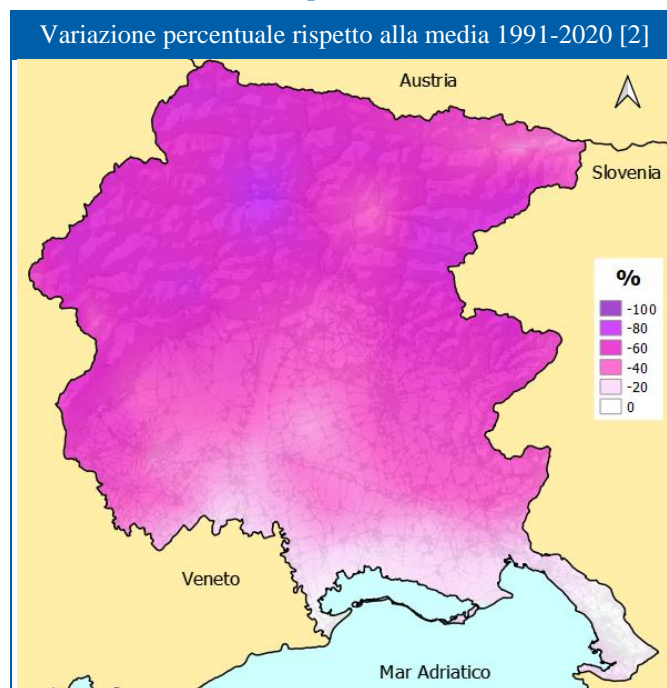 Variazione percentuale rispetto alla media 1991-2020 [2]
Austria
Slovenia
%
-100
-80
-60
-40
-20
0
Veneto
Mar Adriatico